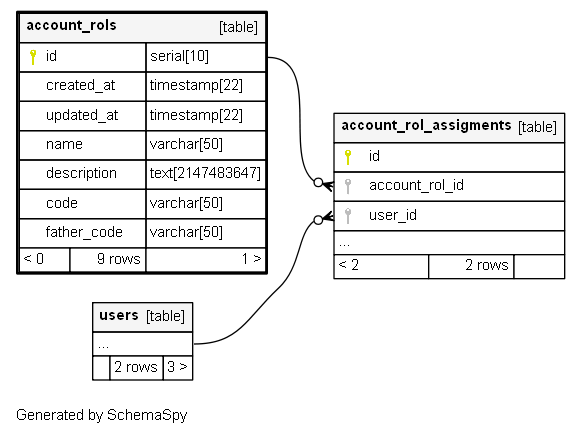 account_rols [table]
id serial[10]
created_at timestamp[22]
updated_at timestamp[22]
name varchar[50]
description text[2147483647]
code varchar[50]
father_code varchar[50]
< 0 9 rows 1 >
account_rol_assigments [table]
id
account_rol_id
user_id
...
< 2 2 rows
users [table]
...
2 rows 3 >
Generated by SchemaSpy